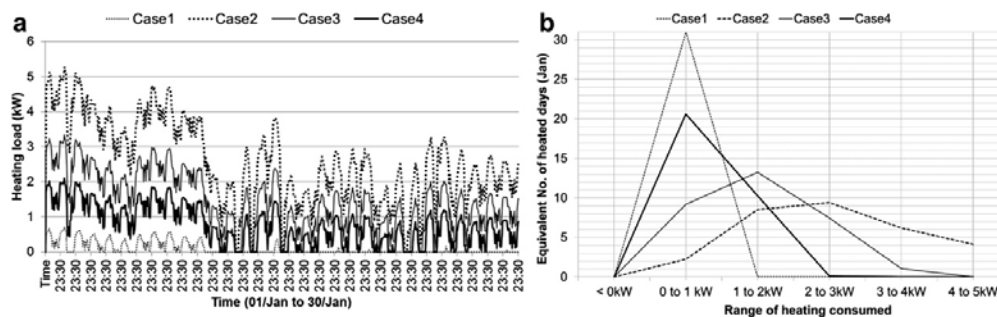 a
Case1 Case2 Case3 Case4
Heating load (kW)
6
5
4
3
2
1
0
Time 23:30 23:30 23:30 23:30 23:30 23:30 23:30 23:30 23:30 23:30 23:30 23:30 23:30 23:30 23:30 23:30 23:30 23:30 23:30 23:30 23:30 23:30 23:30 23:30 23:30 23:30 23:30 23:30 23:30 23:30
Time (01/Jan to 30/Jan)
b
Case1 Case2 Case3 Case4
Equivalent No. of heated days (Jan)
30
25
20
15
10
5
0
< 0kW 0 to 1 kW 1 to 2kW 2 to 3kW 3 to 4kW 4 to 5kW
Range of heating consumed